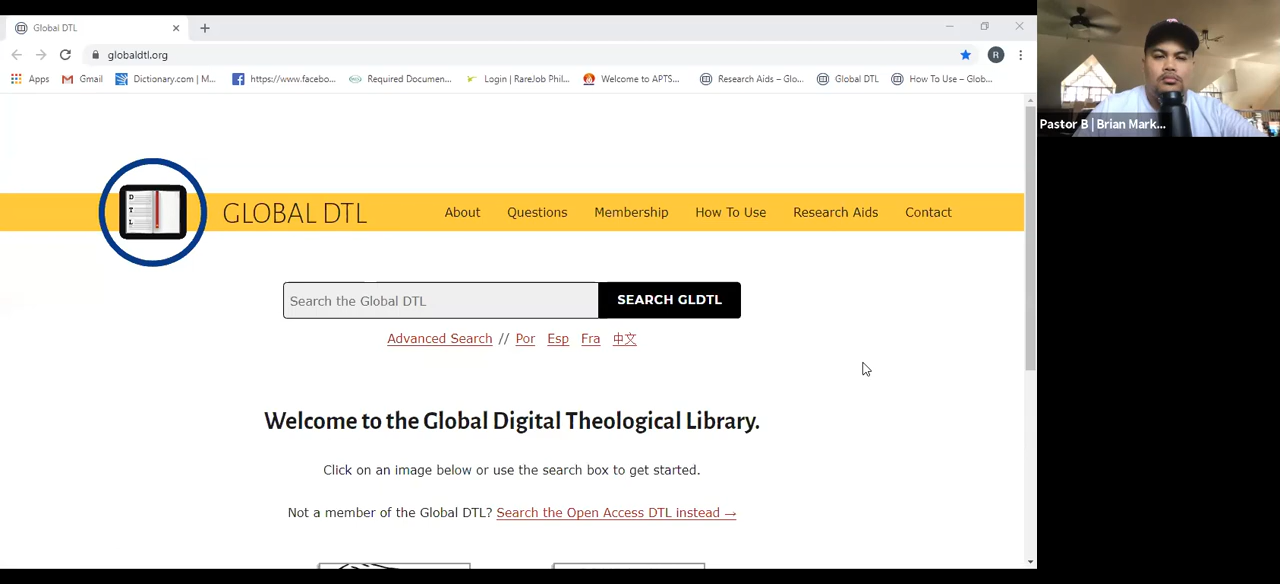 Global DTL
globaldtl.org
R
Apps Gmail Dictionary.com | M... https://www.facebo... Required Documen... Login | RareJob Phil... Welcome to APTS... Research Aids – Glo... Global DTL How To Use – Glob...
Pastor B | Brian Mark...
D
T
L
GLOBAL DTL
About Questions Membership How To Use Research Aids Contact
Search the Global DTL SEARCH GLDTL
Advanced Search // Por Esp Fra 中文
Welcome to the Global Digital Theological Library.
Click on an image below or use the search box to get started.
Not a member of the Global DTL? Search the Open Access DTL instead →